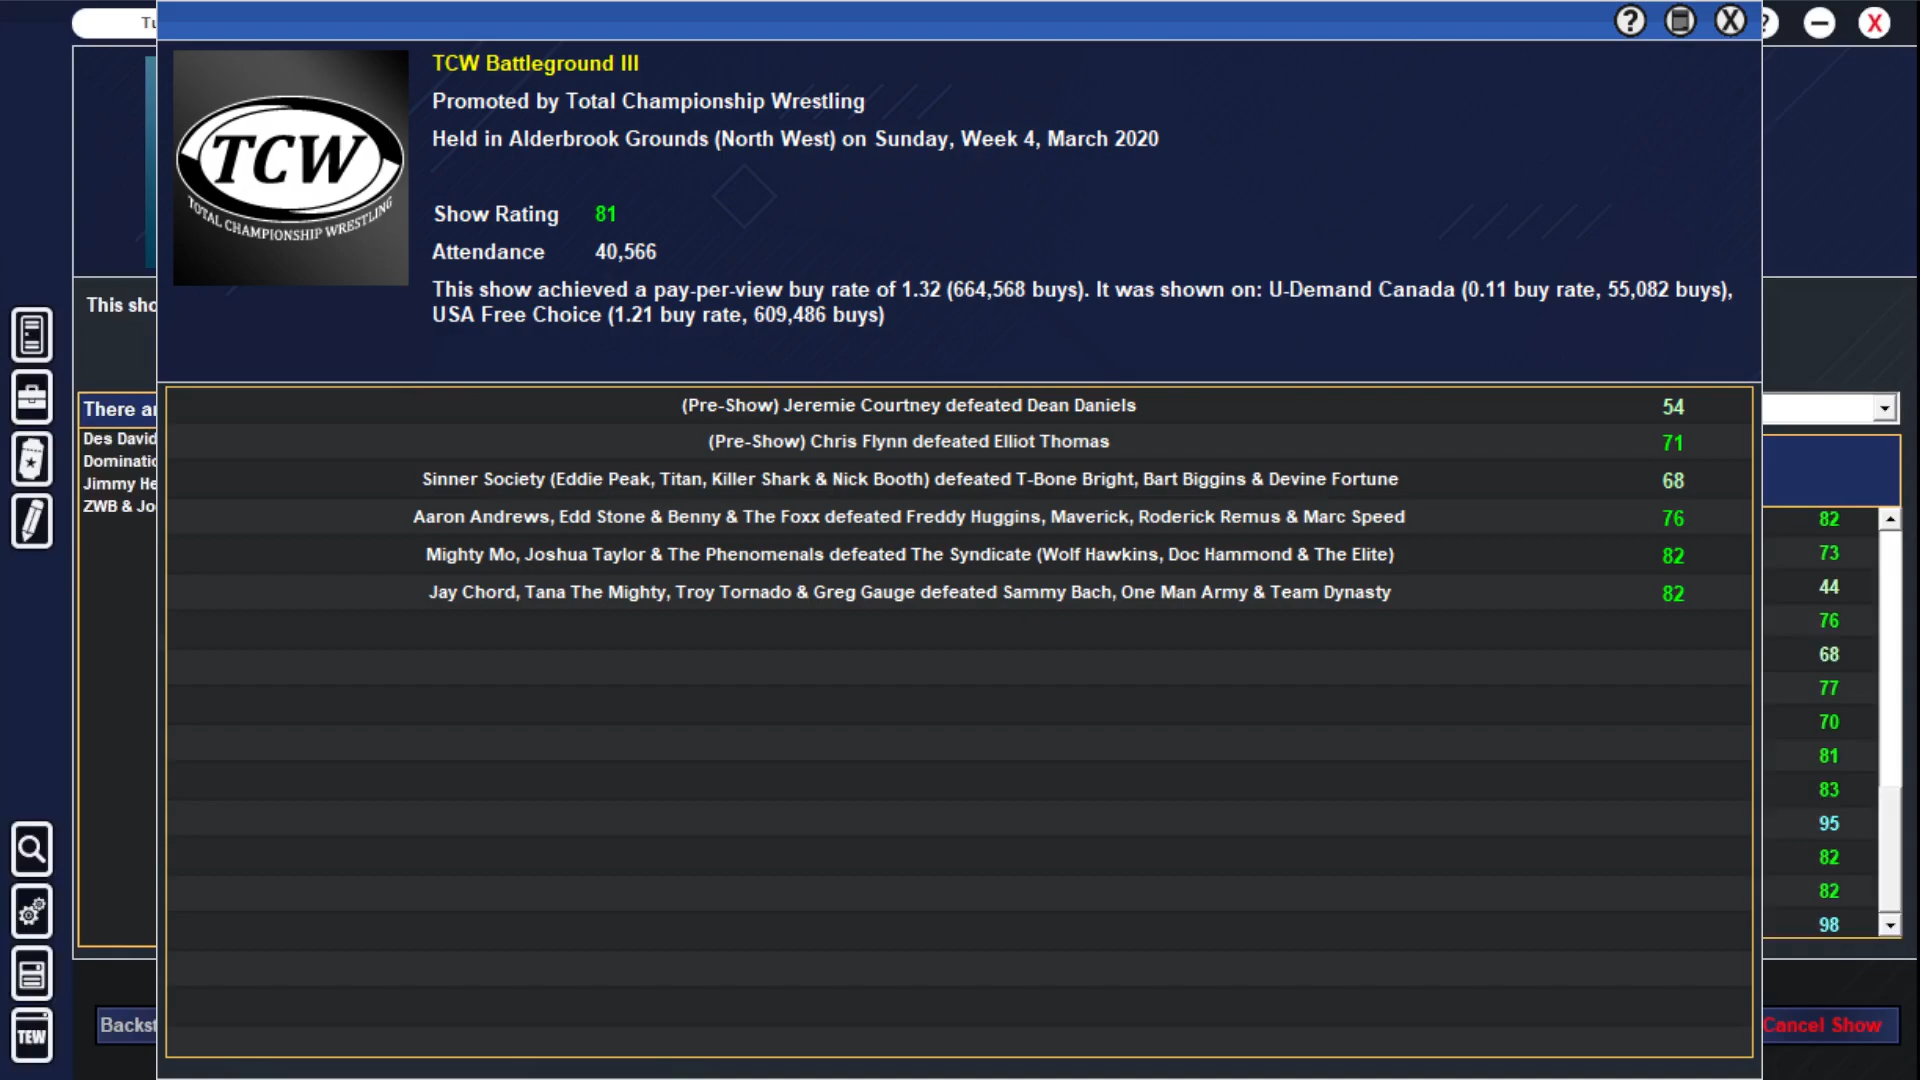 Tu
TCW
TOTAL CHAMPIONSHIP WRESTLING
TCW Battleground III
Promoted by Total Championship Wrestling
Held in Alderbrook Grounds (North West) on Sunday, Week 4, March 2020
Show Rating 81
Attendance 40,566
This show achieved a pay-per-view buy rate of 1.32 (664,568 buys). It was shown on: U-Demand Canada (0.11 buy rate, 55,082 buys),
USA Free Choice (1.21 buy rate, 609,486 buys)
This sho
There ar
Des David
Dominatio
Jimmy He
ZWB & Jo
(Pre-Show) Jeremie Courtney defeated Dean Daniels 54
(Pre-Show) Chris Flynn defeated Elliot Thomas 71
Sinner Society (Eddie Peak, Titan, Killer Shark & Nick Booth) defeated T-Bone Bright, Bart Biggins & Devine Fortune 68
Aaron Andrews, Edd Stone & Benny & The Foxx defeated Freddy Huggins, Maverick, Roderick Remus & Marc Speed 76
Mighty Mo, Joshua Taylor & The Phenomenals defeated The Syndicate (Wolf Hawkins, Doc Hammond & The Elite) 82
Jay Chord, Tana The Mighty, Troy Tornado & Greg Gauge defeated Sammy Bach, One Man Army & Team Dynasty 82
82
73
44
76
68
77
70
81
83
95
82
82
98
TEW
Backst
Cancel Show